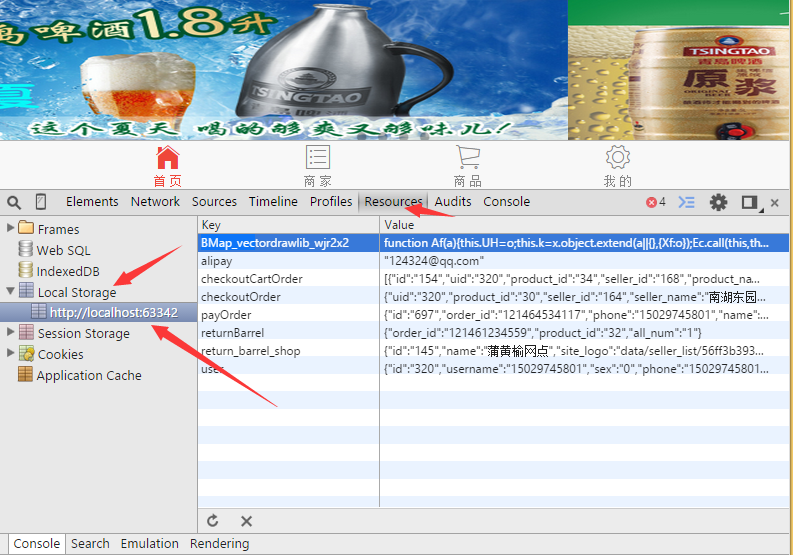 岛啤酒1.8升
TSINGTAO
夏
这个夏天 喝的够爽又够味儿!
TSINGTAO
青岛啤酒
原浆
首页
商家
商品
我的
Elements Network Sources Timeline Profiles Resources Audits Console 4
Frames
Web SQL
IndexedDB
Local Storage
http://localhost:63342
Session Storage
Cookies
Application Cache
Key Value
BMap_vectordrawlib_wjr2x2 function Af(a){this.UH=o;this.k=x.object.extend(a||{},{Xfo});Ec.call(this,th...
alipay "124324@qq.com"
checkoutCartOrder [{"id":"154","uid":"320","product_id":"34","seller_id":"168","product_na...
checkoutOrder {"uid":"320","product_id":"30","seller_id":"164","seller_name":"南湖东园...
payOrder {"id":"697","order_id":"121464534117","phone":"15029745801","name":...
returnBarrel {"order_id":"121461234559","product_id":"32","all_num":"1"}
return_barrel_shop {"id":"145","name":"蒲黄榆网点","site_logo":"data/seller_list/56ff3b393...
user {"id":"320","username":"15029745801","sex":"0","phone":"15029745801...
Console Search Emulation Rendering